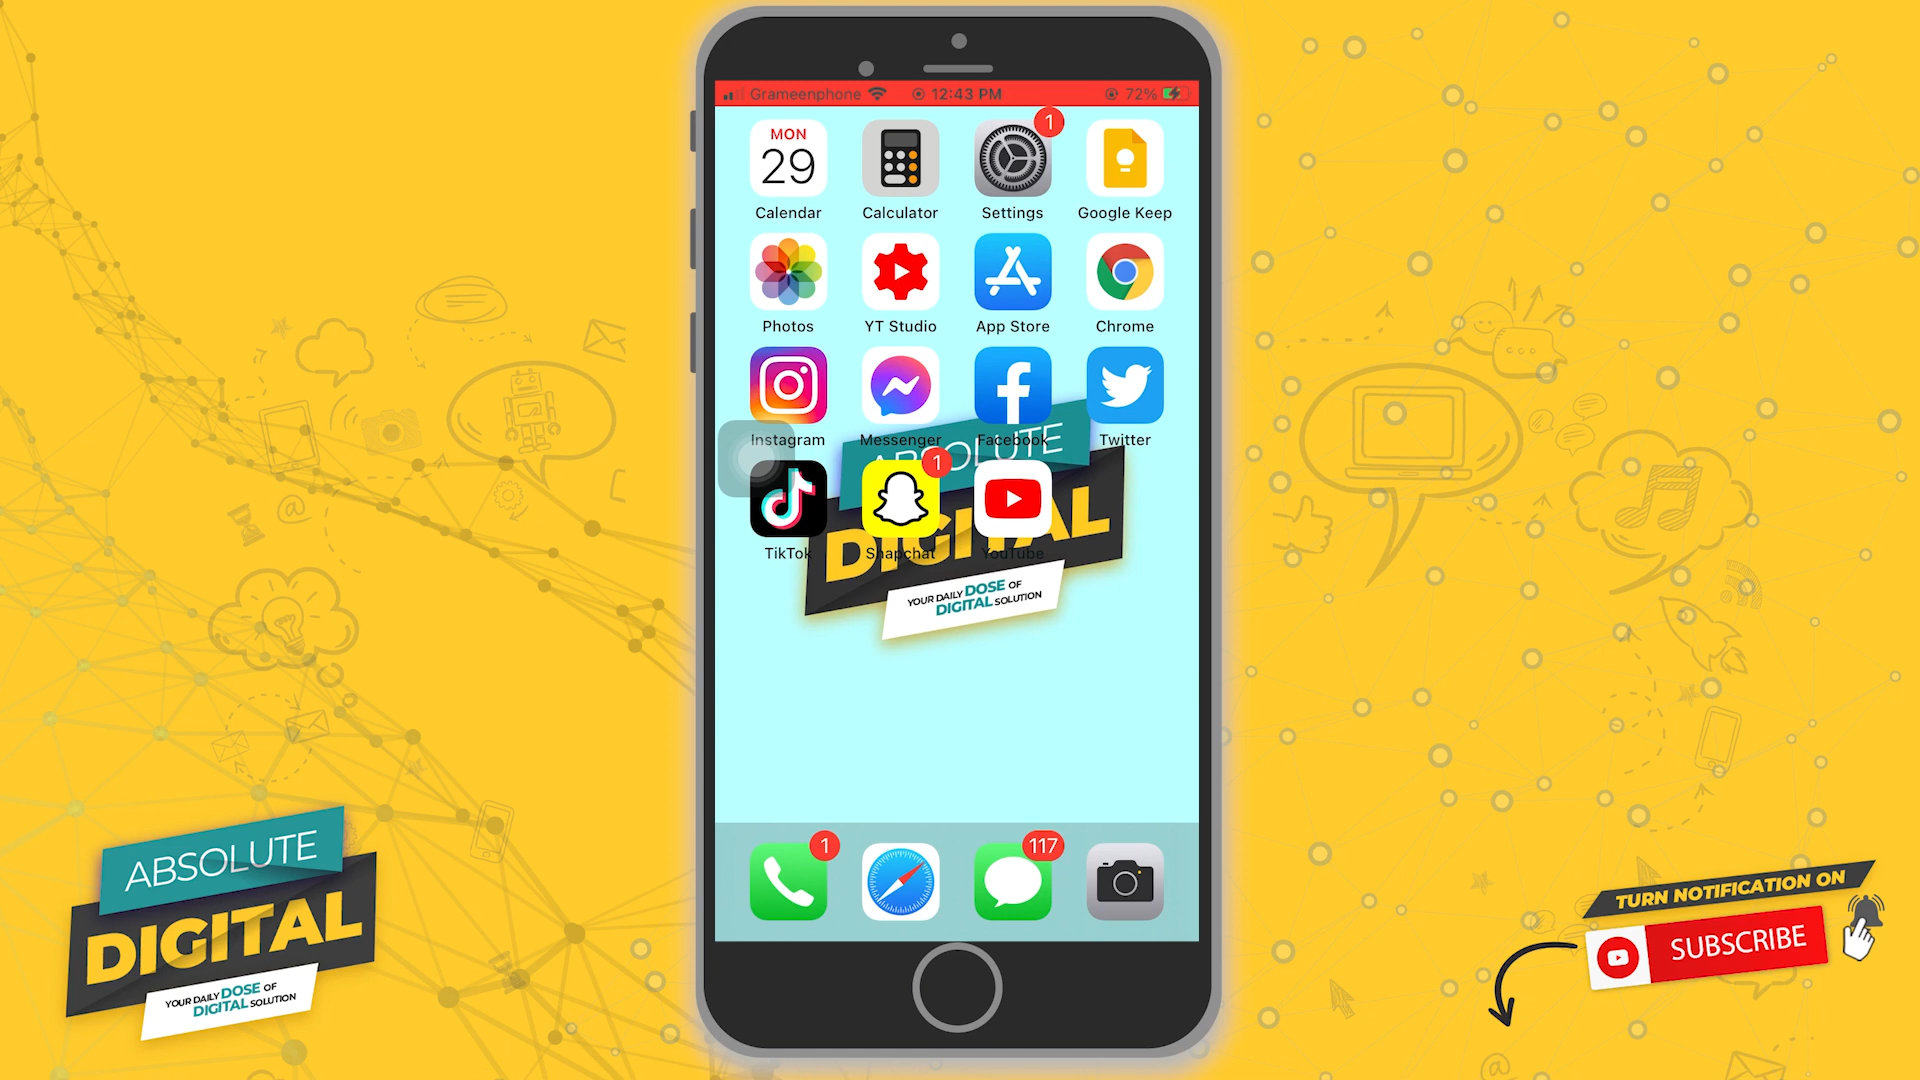 Grameenphone 12:43 PM 72%
1
MON
29
Calendar Calculator Settings Google Keep
Photos YT Studio App Store Chrome
Instagram Messenger Facebook Twitter
ABSOLUTE
1
DIGITAL
TikTok Snapchat YouTube
YOUR DAILY DOSE OF
DIGITAL SOLUTION
1 117
ABSOLUTE
DIGITAL
YOUR DAILY DOSE OF
DIGITAL SOLUTION
TURN NOTIFICATION ON
SUBSCRIBE